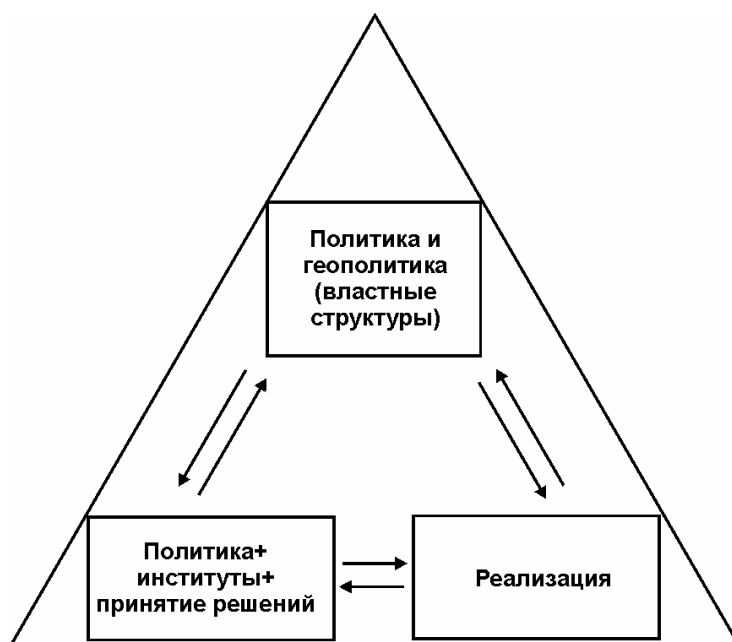 Политика и
геополитика
(властные
структуры)
Политика+
институты+
принятие решений
Реализация